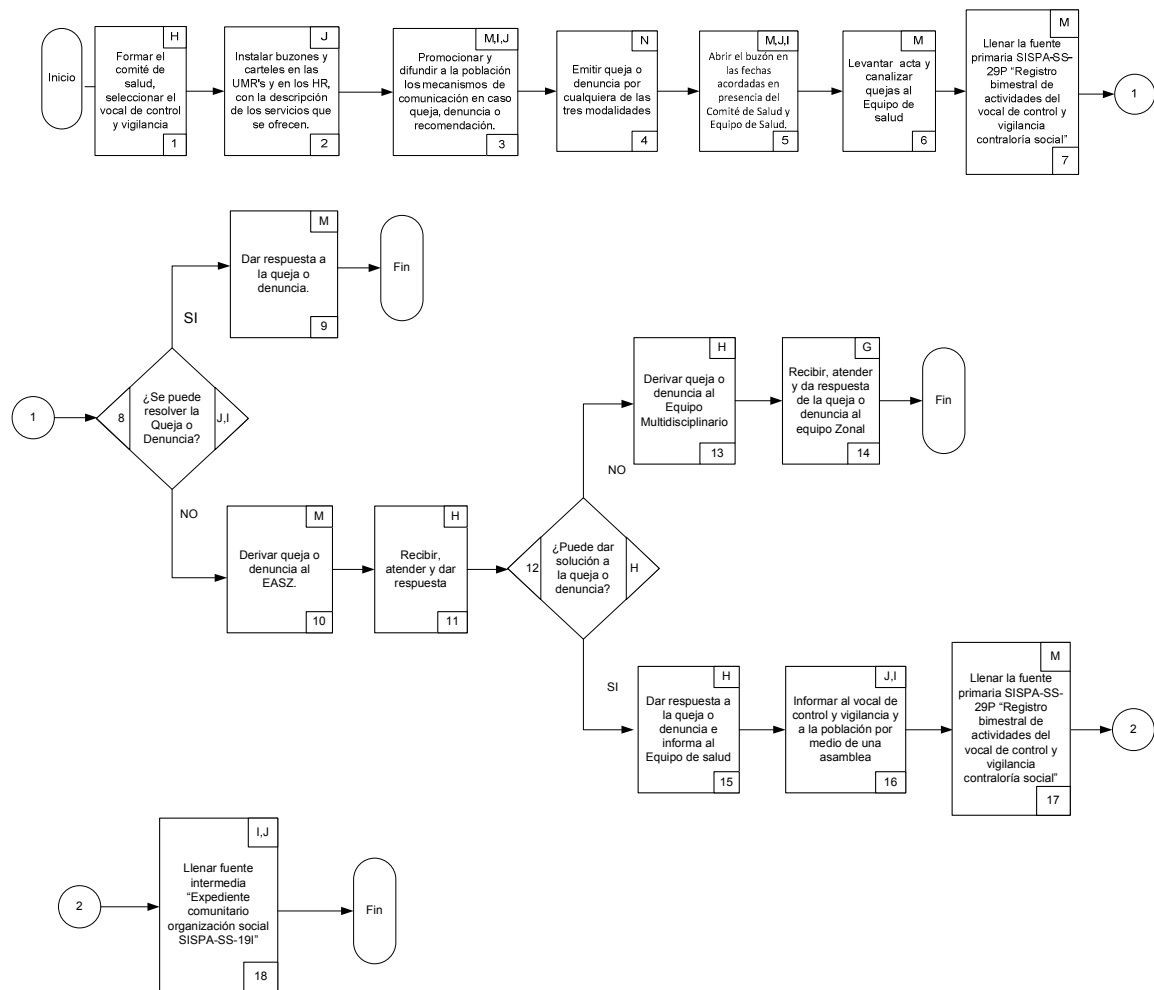 Inicio
H
Formar el
comité de
salud,
seleccionar el
vocal de control
y vigilancia
1
J
Instalar buzones y
carteles en las
UMR's y en los HR,
con la descripción
de los servicios que
se ofrecen.
2
M,I,J
Promocionar y
difundir a la población
los mecanismos de
comunicación en caso
queja, denuncia o
recomendación.
3
N
Emitir queja o
denuncia por
cualquiera de las
tres modalidades
4
M,J,I
Abrir el buzón en
las fechas
acordadas en
presencia del
Comité de Salud y
Equipo de Salud.
5
M
Levantar acta y
canalizar
quejas al
Equipo de
salud
6
M
Llenar la fuente
primaria SISPA-SS-
29P “Registro
bimestral de
actividades del
vocal de control y
vigilancia
contraloría social”
7
1
1
8
¿Se puede
resolver la
Queja o
Denuncia?
J,I
SI
M
Dar respuesta a
la queja o
denuncia.
9
Fin
NO
M
Derivar queja o
denuncia al
EASZ.
10
H
Recibir,
atender y dar
respuesta
11
12
¿Puede dar
solución a
la queja o
denuncia?
H
NO
H
Derivar queja o
denuncia al
Equipo
Multidisciplinario
13
G
Recibir, atender
y da respuesta
de la queja o
denuncia al
equipo Zonal
14
Fin
SI
H
Dar respuesta a
la queja o
denuncia e
informa al
Equipo de salud
15
J,I
Informar al vocal de
control y vigilancia y
a la población por
medio de una
asamblea
16
M
Llenar la fuente
primaria SISPA-SS-
29P “Registro
bimestral de
actividades del
vocal de control y
vigilancia
contraloría social”
17
2
2
I,J
Llenar fuente
intermedia
“Expediente
comunitario
organización social
SISPA-SS-19I”
18
Fin